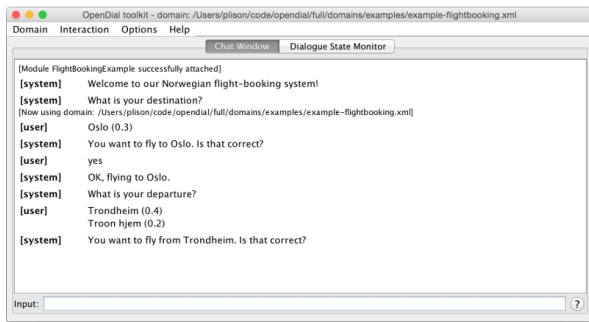 OpenDial toolkit - domain: /Users/plison/code/opendial/full/domains/examples/example-flightbooking.xml
Domain Interaction Options Help
Chat Window Dialogue State Monitor
[Module FlightBookingExample successfully attached]
[system] Welcome to our Norwegian flight-booking system!
[system] What is your destination?
[Now using domain: /Users/plison/code/opendial/full/domains/examples/example-flightbooking.xml]
[user] Oslo (0.3)
[system] You want to fly to Oslo. Is that correct?
[user] yes
[system] OK, flying to Oslo.
[system] What is your departure?
[user] Trondheim (0.4)
Troon hjem (0.2)
[system] You want to fly from Trondheim. Is that correct?
Input: ?